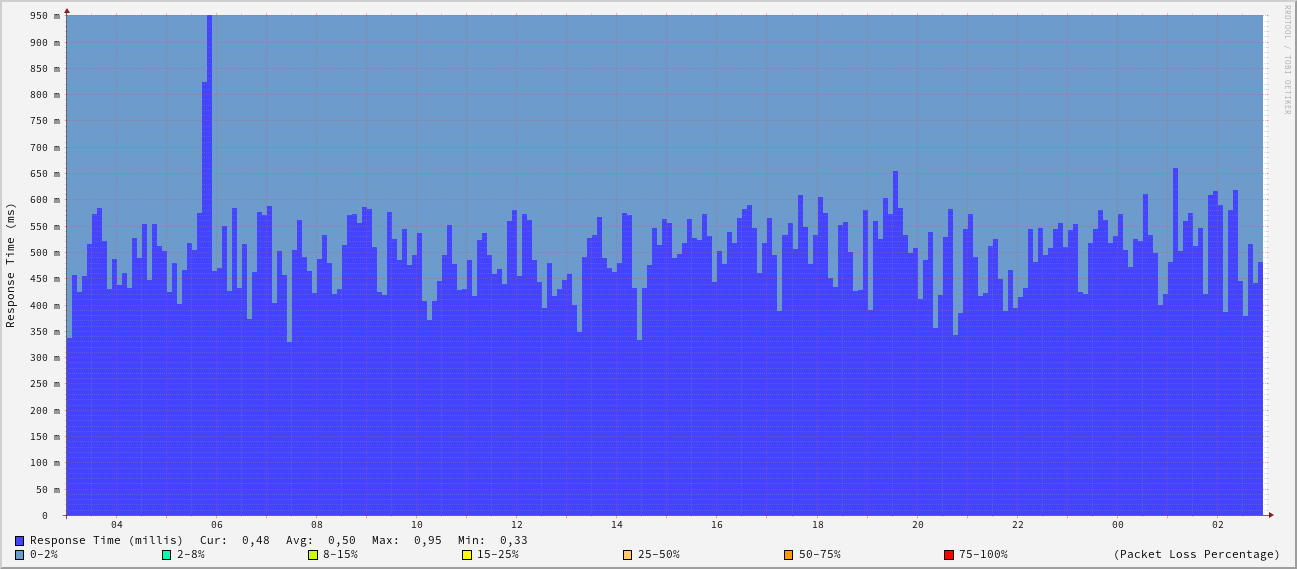 RRDTOOL / TOBI OETIKER
Response Time (ms)
950 m
900 m
850 m
800 m
750 m
700 m
650 m
600 m
550 m
500 m
450 m
400 m
350 m
300 m
250 m
200 m
150 m
100 m
50 m
0
04 06 08 10 12 14 16 18 20 22 00 02
Response Time (millis) Cur: 0,48 Avg: 0,50 Max: 0,95 Min: 0,33
0-2% 2-8% 8-15% 15-25% 25-50% 50-75% 75-100% (Packet Loss Percentage)